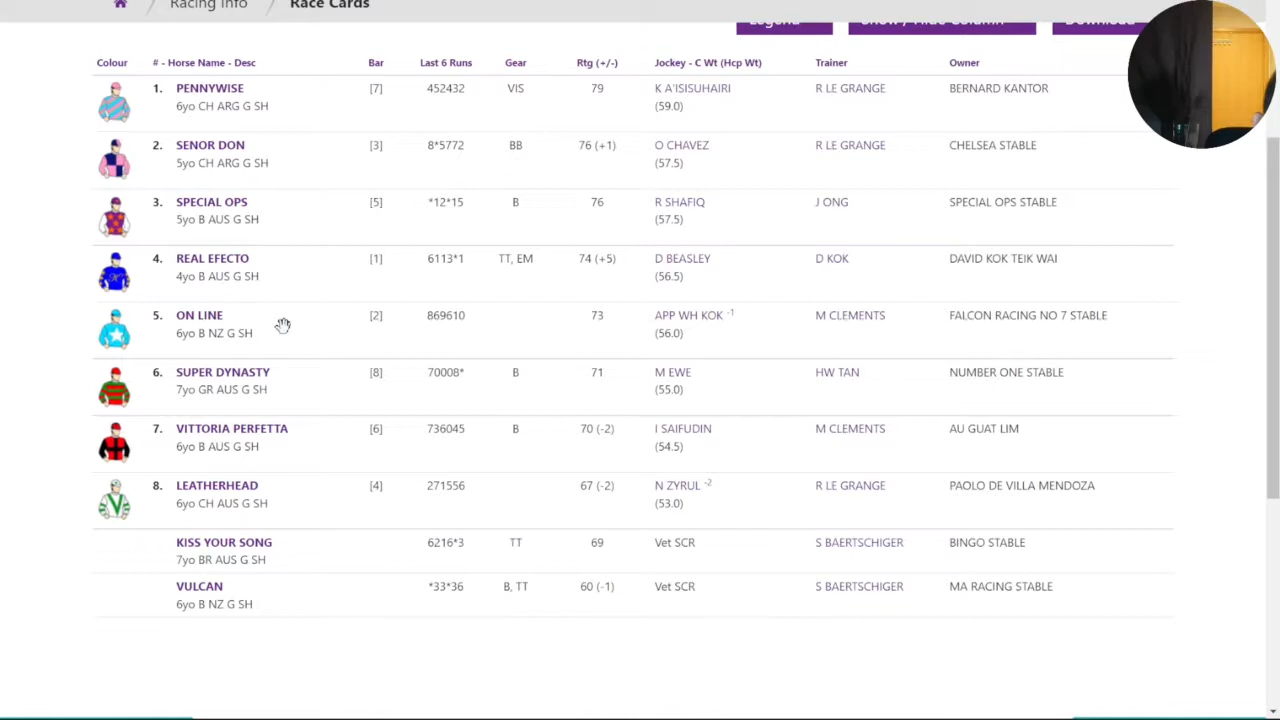 Racing Info / Race Cards
Legend Show / Hide Column Download
Colour # - Horse Name - Desc Bar Last 6 Runs Gear Rtg (+/-) Jockey - C Wt (Hcp Wt) Trainer Owner
1. PENNYWISE [7] 452432 VIS 79 K A'ISISUHAIRI R LE GRANGE BERNARD KANTOR
6yo CH ARG G SH (59.0)
2. SENOR DON [3] 8*5772 BB 76 (+1) O CHAVEZ R LE GRANGE CHELSEA STABLE
5yo CH ARG G SH (57.5)
3. SPECIAL OPS [5] *12*15 B 76 R SHAFIQ J ONG SPECIAL OPS STABLE
5yo B AUS G SH (57.5)
4. REAL EFECTO [1] 6113*1 TT, EM 74 (+5) D BEASLEY D KOK DAVID KOK TEIK WAI
4yo B AUS G SH (56.5)
5. ON LINE [2] 869610 73 APP WH KOK -1 M CLEMENTS FALCON RACING NO 7 STABLE
6yo B NZ G SH (56.0)
6. SUPER DYNASTY [8] 70008* B 71 M EWE HW TAN NUMBER ONE STABLE
7yo GR AUS G SH (55.0)
7. VITTORIA PERFETTA [6] 736045 B 70 (-2) I SAIFUDIN M CLEMENTS AU GUAT LIM
6yo B AUS G SH (54.5)
8. LEATHERHEAD [4] 271556 67 (-2) N ZYRUL -2 R LE GRANGE PAOLO DE VILLA MENDOZA
6yo CH AUS G SH (53.0)
KISS YOUR SONG 6216*3 TT 69 Vet SCR S BAERTSCHIGER BINGO STABLE
7yo BR AUS G SH
VULCAN *33*36 B, TT 60 (-1) Vet SCR S BAERTSCHIGER MA RACING STABLE
6yo B NZ G SH